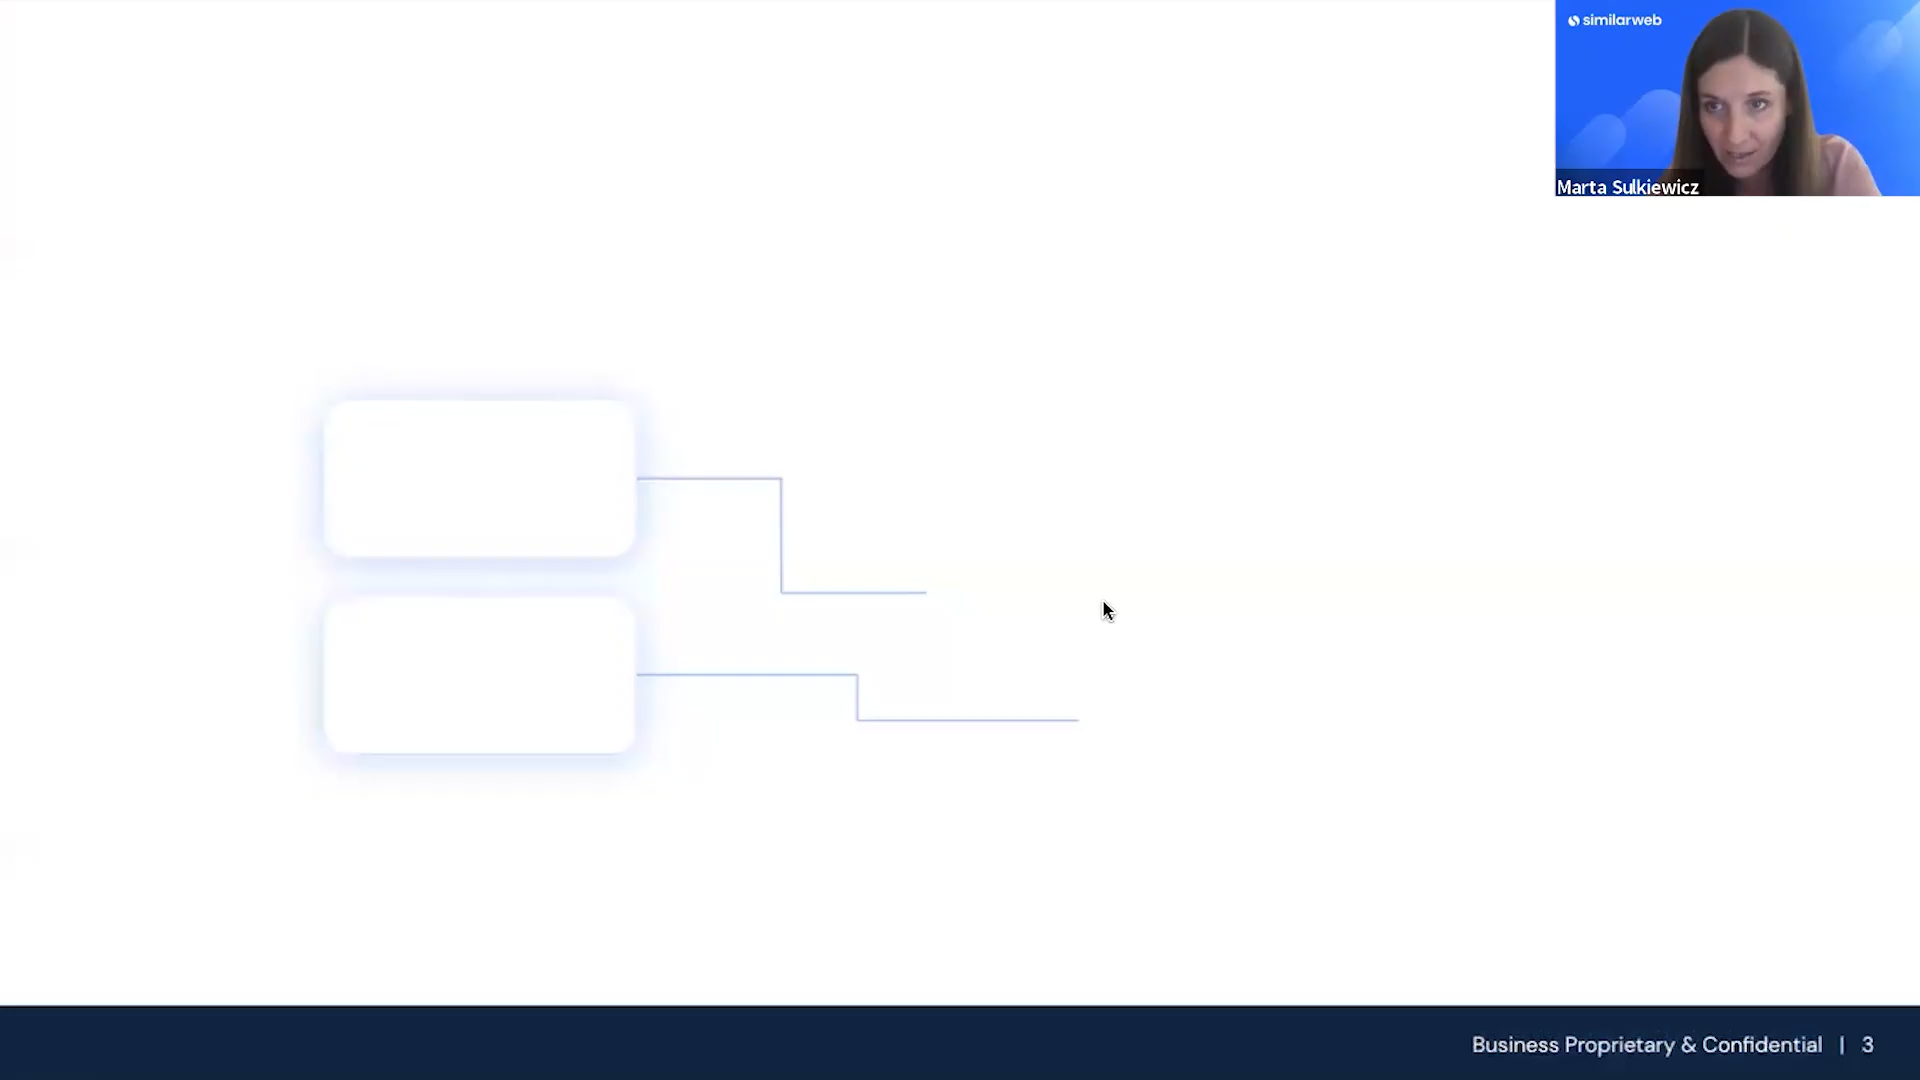 similarweb
Marta Sulkiewicz
Business Proprietary & Confidential | 3